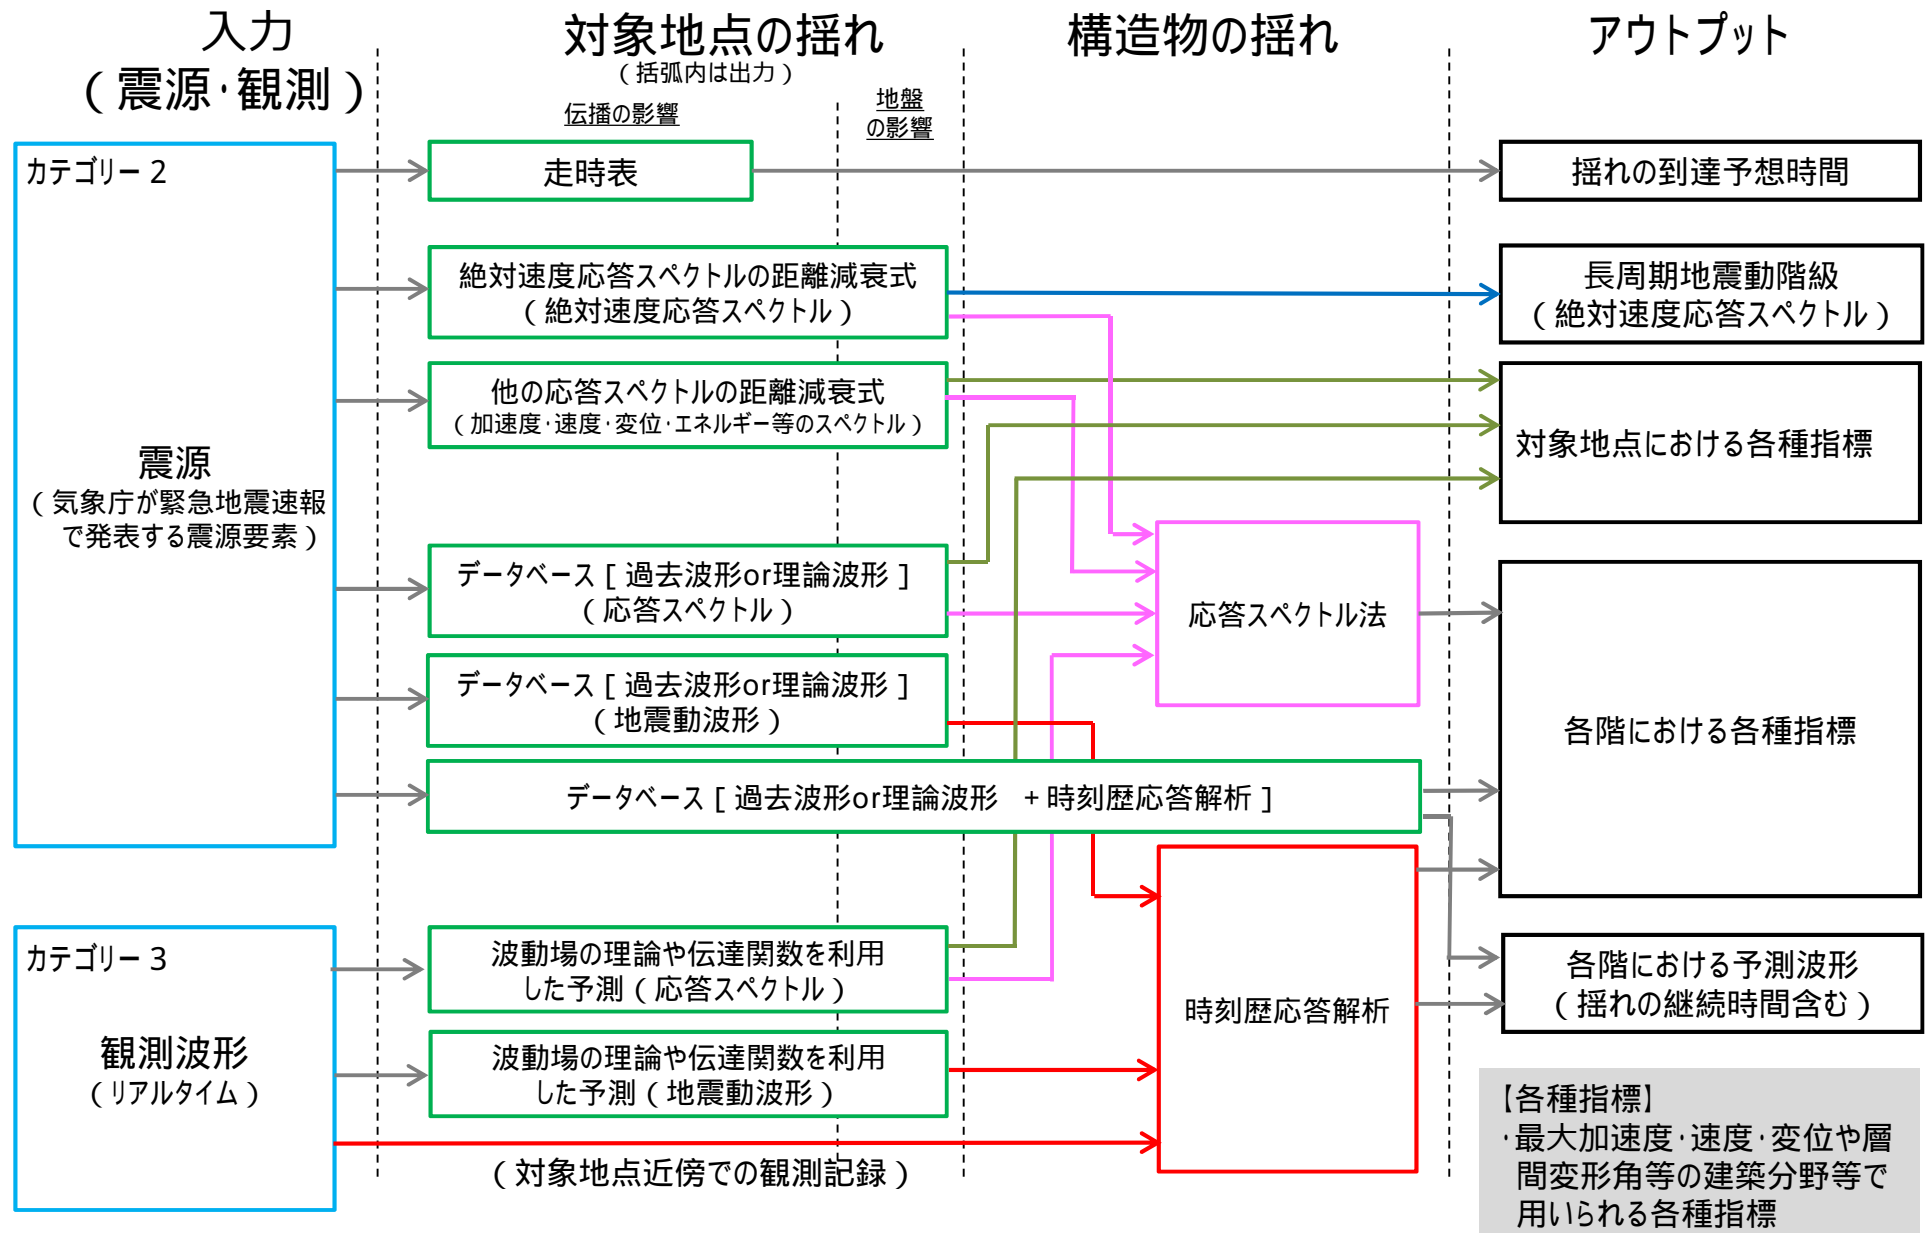 入力
（震源・観測）
対象地点の揺れ
（括弧内は出力）
伝播の影響
地盤
の影響
構造物の揺れ
アウトプット
カテゴリー２
震源
（気象庁が緊急地震速報
で発表する震源要素）
カテゴリー３
観測波形
（リアルタイム）
走時表
絶対速度応答スペクトルの距離減衰式
（絶対速度応答スペクトル）
他の応答スペクトルの距離減衰式
（加速度・速度・変位・エネルギー等のスペクトル）
データベース［過去波形or理論波形］
（応答スペクトル）
データベース［過去波形or理論波形］
（地震動波形）
データベース［過去波形or理論波形　＋時刻歴応答解析］
波動場の理論や伝達関数を利用
した予測（応答スペクトル）
波動場の理論や伝達関数を利用
した予測（地震動波形）
（対象地点近傍での観測記録）
応答スペクトル法
時刻歴応答解析
揺れの到達予想時間
長周期地震動階級
（絶対速度応答スペクトル）
対象地点における各種指標
各階における各種指標
各階における予測波形
（揺れの継続時間含む）
【各種指標】
・最大加速度・速度・変位や層
間変形角等の建築分野等で
用いられる各種指標